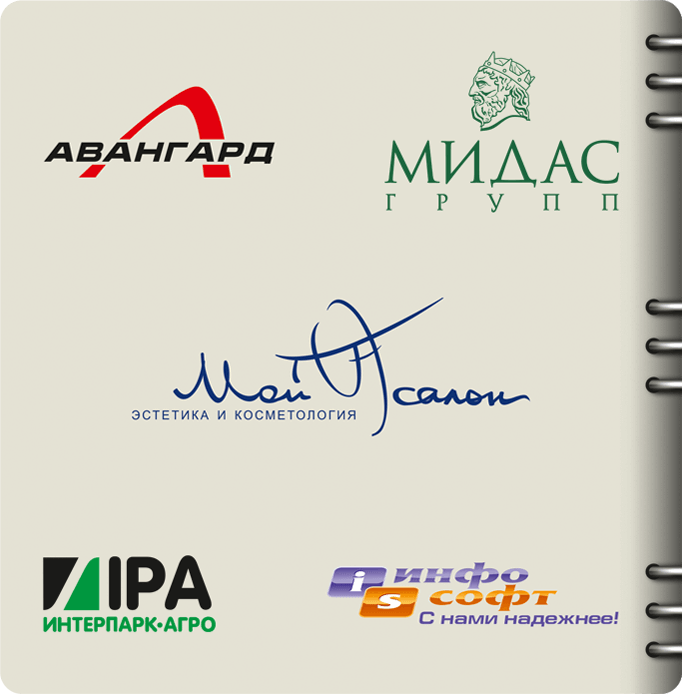 АВАНГАРД
МИДАС
ГРУПП
Мой салон
ЭСТЕТИКА И КОСМЕТОЛОГИЯ
IPA
ИНТЕРПАРК•АГРО
is
инфо
софт
С нами надежнее!